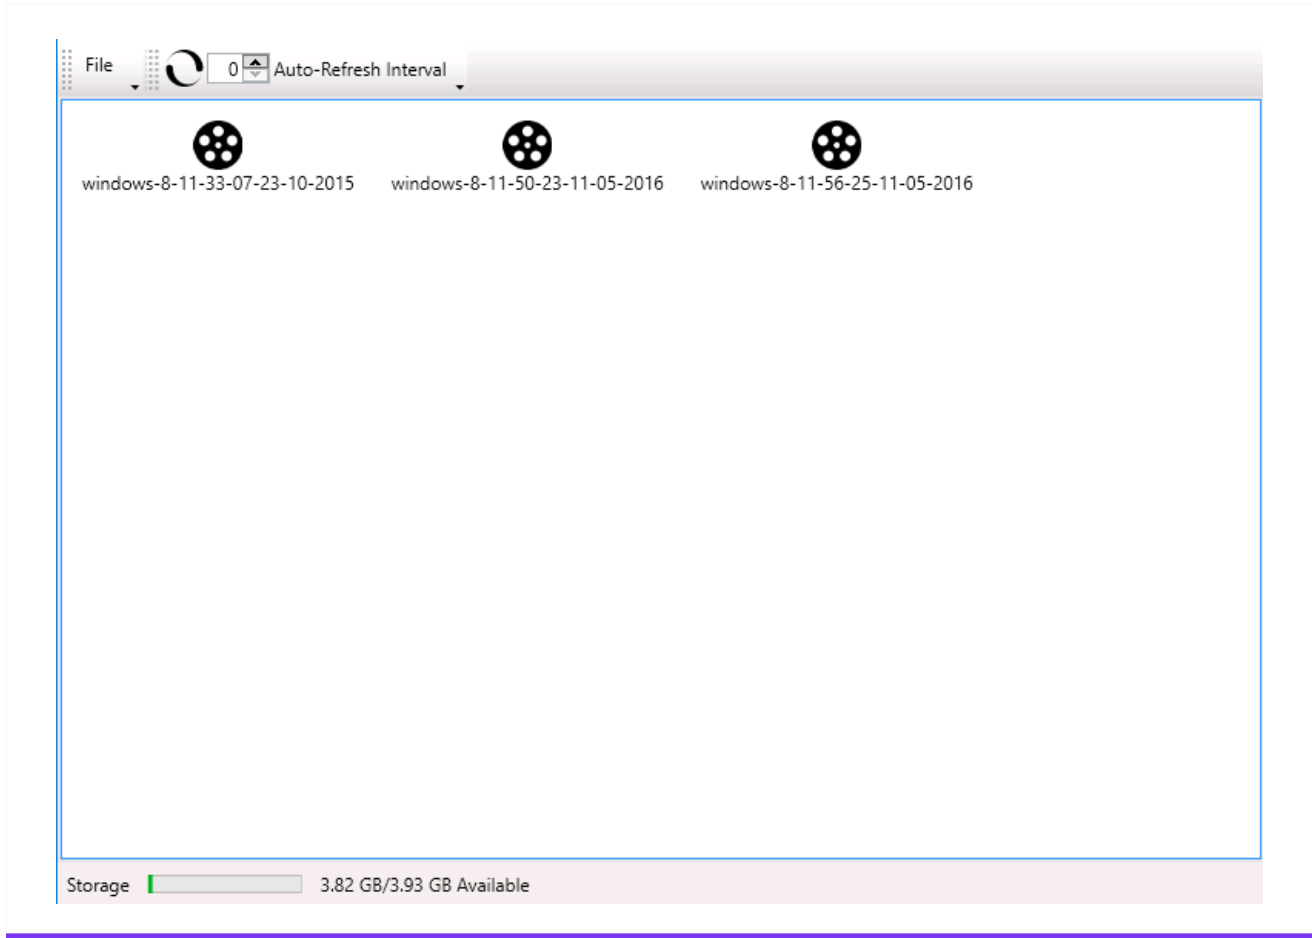 File
0 Auto-Refresh Interval
windows-8-11-33-07-23-10-2015 windows-8-11-50-23-11-05-2016 windows-8-11-56-25-11-05-2016
Storage 3.82 GB/3.93 GB Available